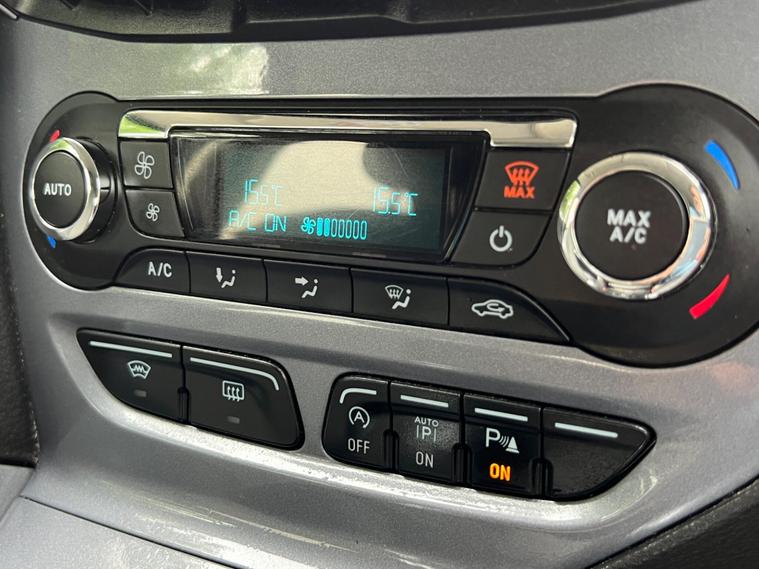 AUTO
15.5°C 15.5°C
A/C ON
MAX
MAX
A/C
A/C
A
OFF
AUTO
P
ON
P
ON